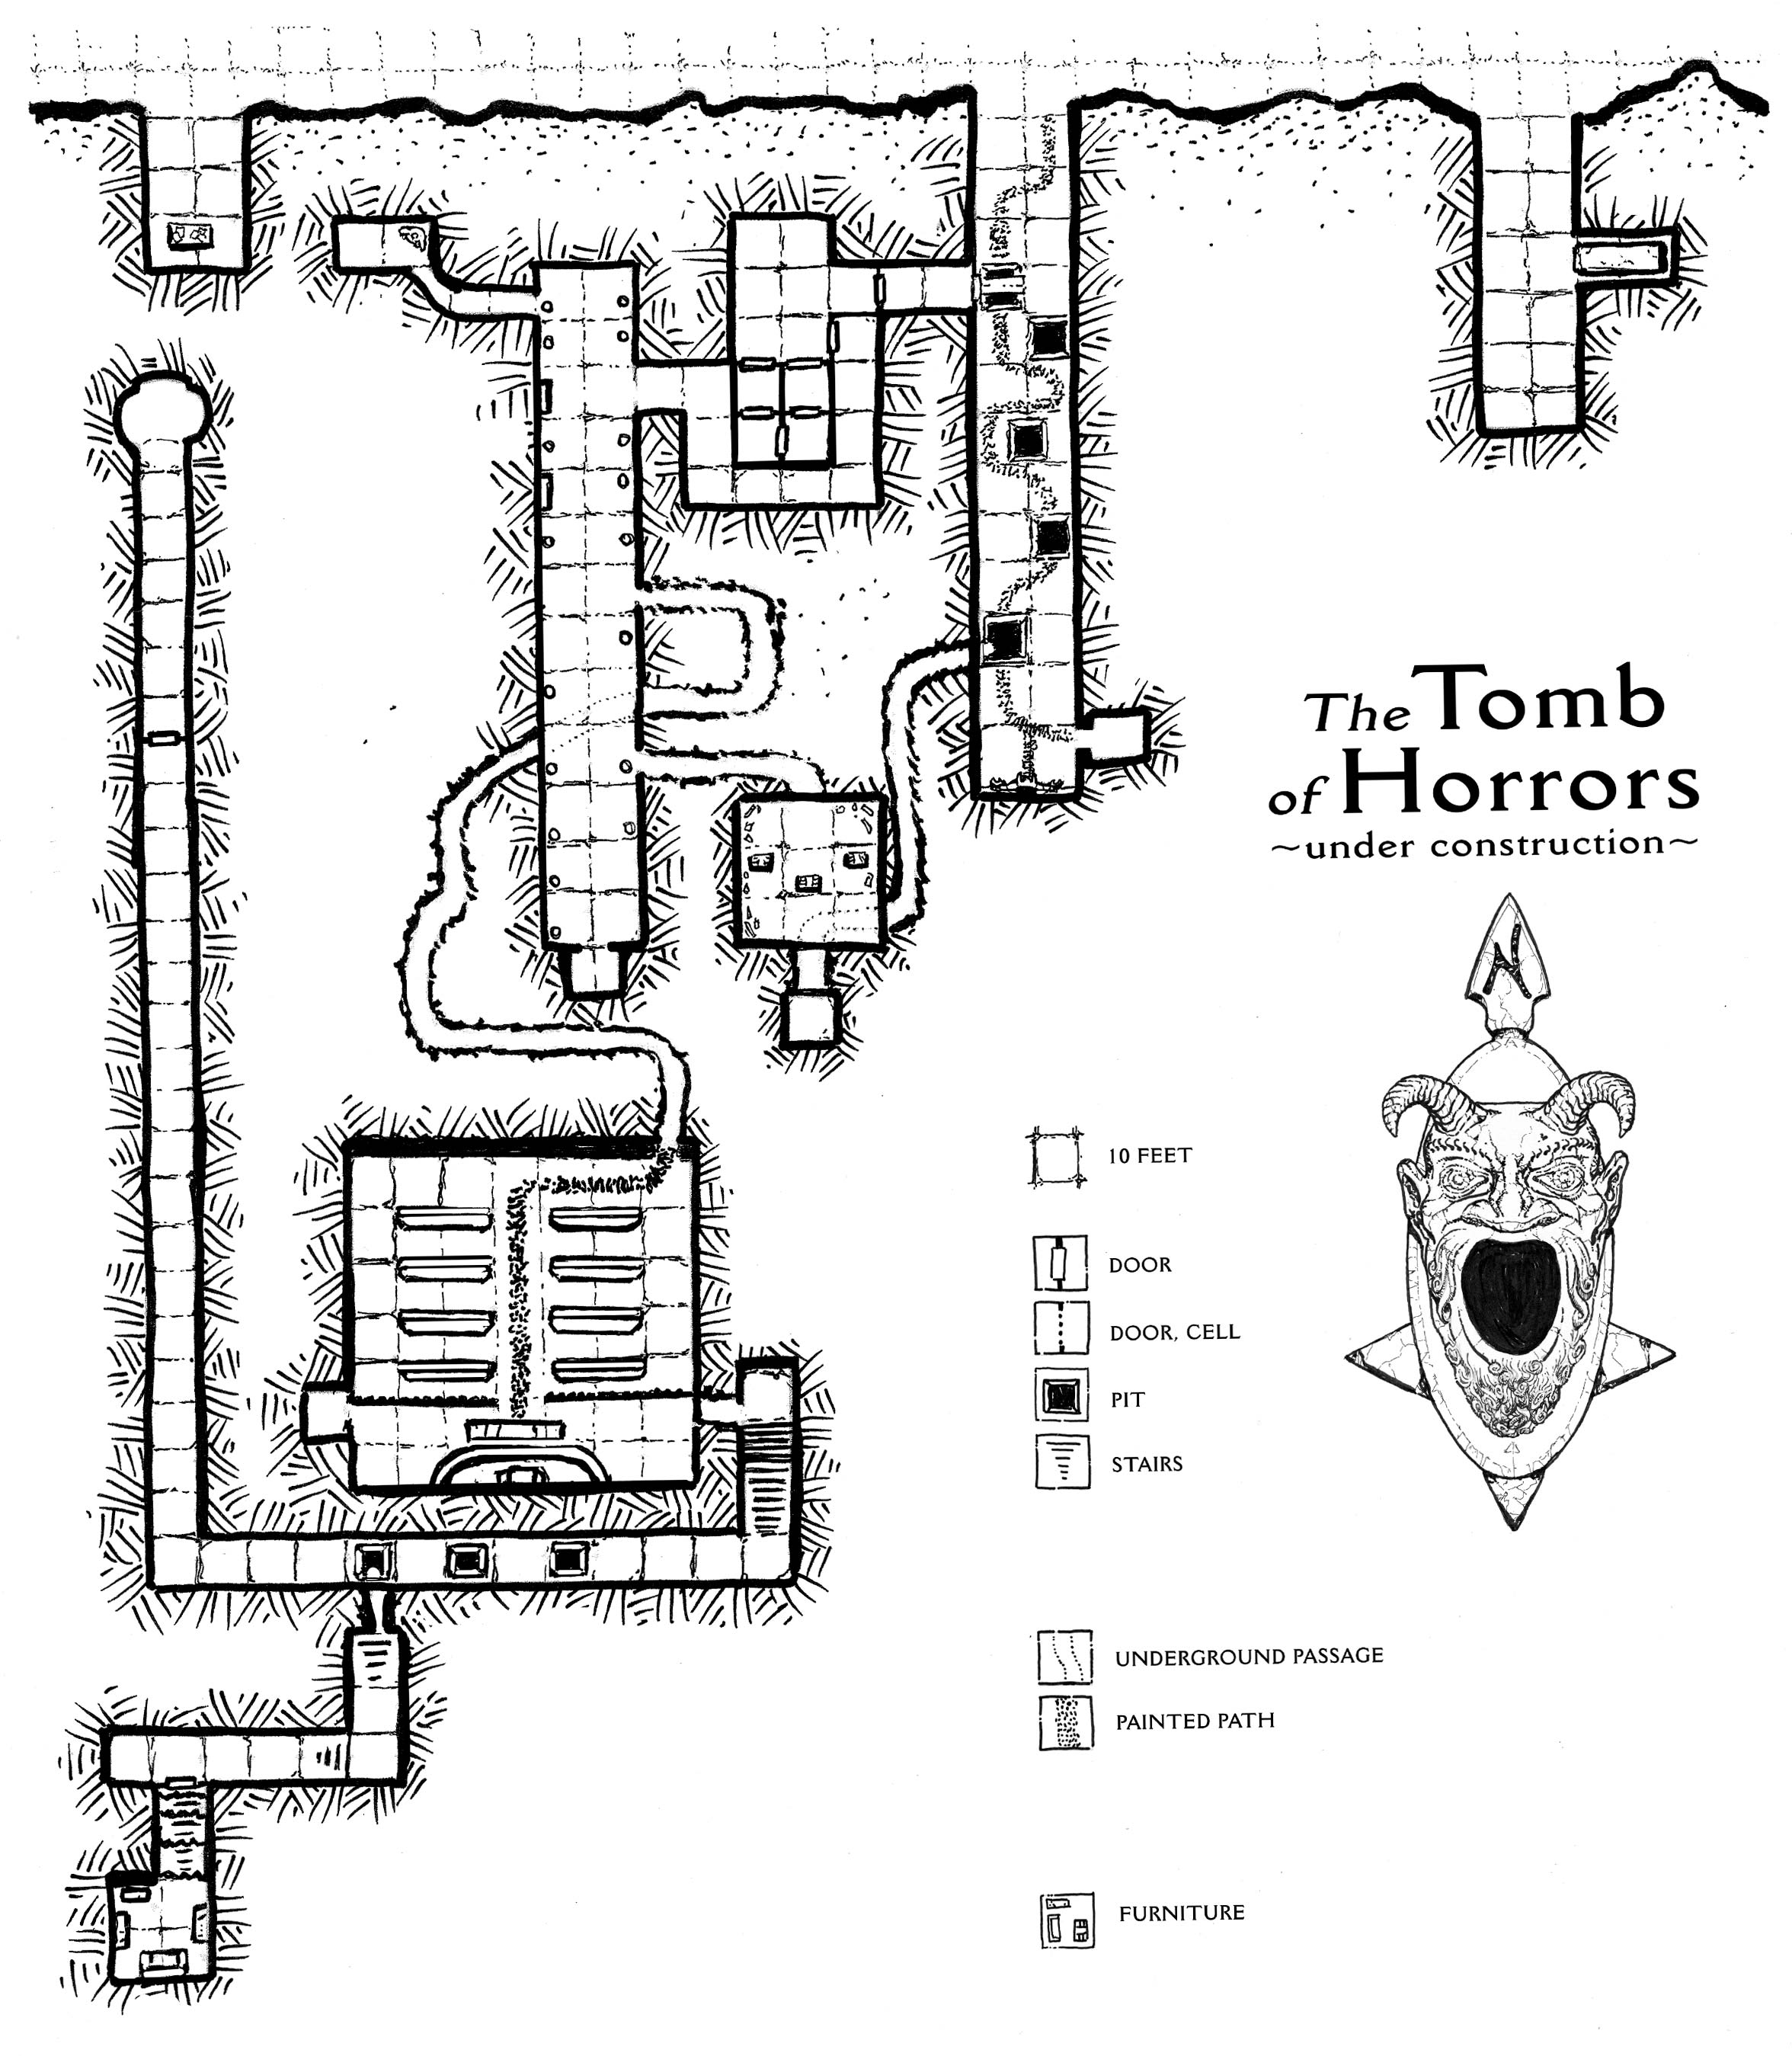 The Tomb
of Horrors
~under construction~
N
10 FEET
DOOR
DOOR, CELL
PIT
STAIRS
UNDERGROUND PASSAGE
PAINTED PATH
FURNITURE